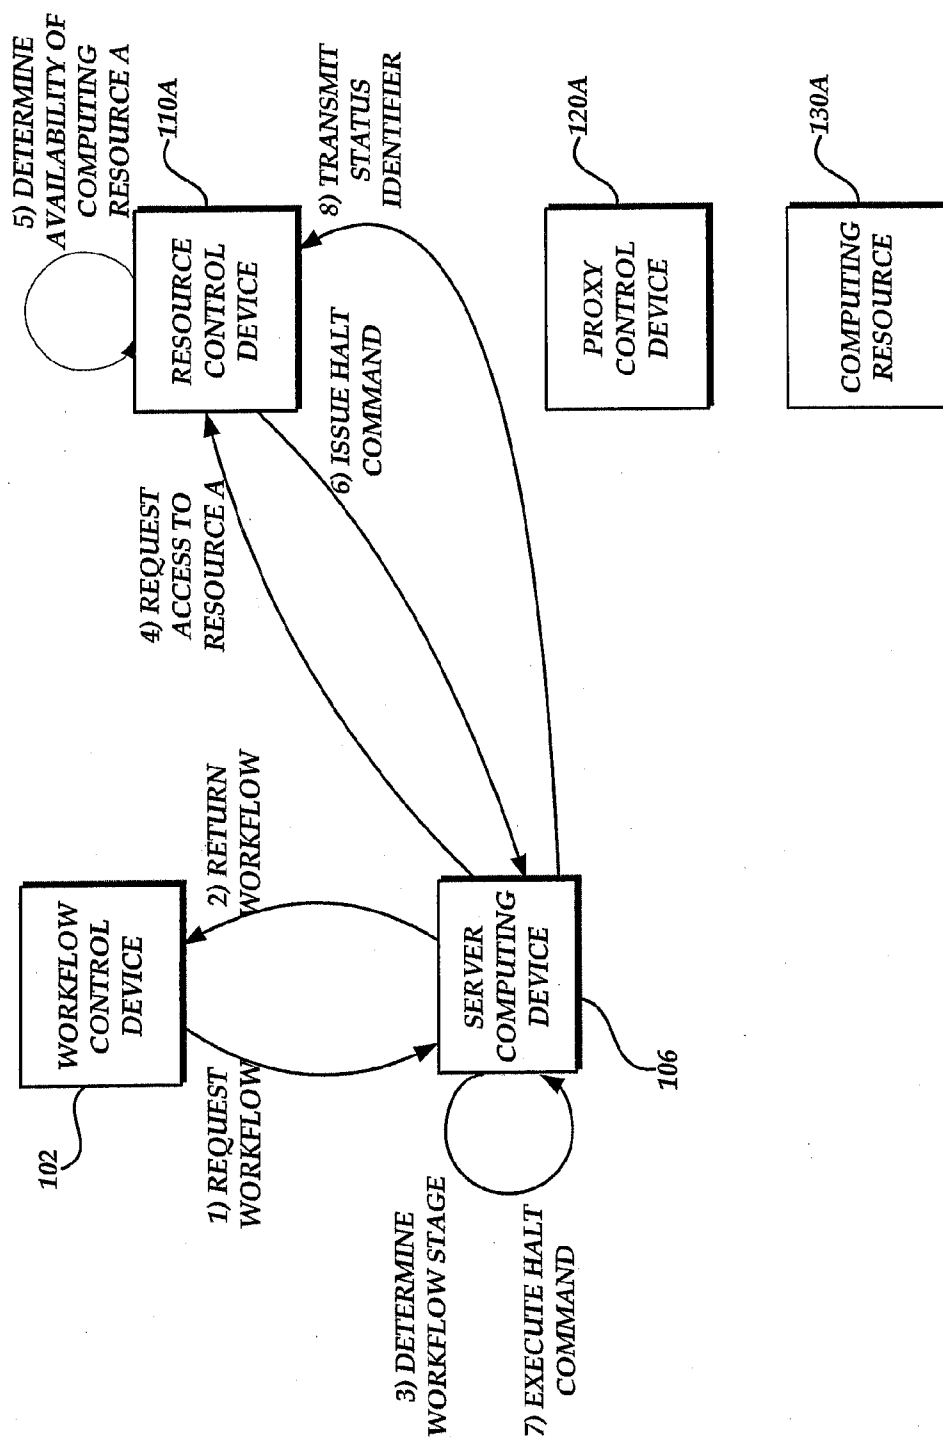 102
WORKFLOW
CONTROL
DEVICE
1) REQUEST
WORKFLOW
2) RETURN
WORKFLOW
3) DETERMINE
WORKFLOW STAGE
7) EXECUTE HALT
COMMAND
SERVER
COMPUTING
DEVICE
106
4) REQUEST
ACCESS TO
RESOURCE A
5) DETERMINE
AVAILABILITY OF
COMPUTING
RESOURCE A
RESOURCE
CONTROL
DEVICE
110A
6) ISSUE HALT
COMMAND
8) TRANSMIT
STATUS
IDENTIFIER
PROXY
CONTROL
DEVICE
120A
COMPUTING
RESOURCE
130A